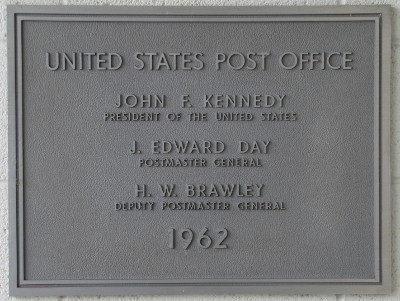 UNITED STATES POST OFFICE
JOHN F. KENNEDY
PRESIDENT OF THE UNITED STATES
J. EDWARD DAY
POSTMASTER GENERAL
H. W. BRAWLEY
DEPUTY POSTMASTER GENERAL
1962